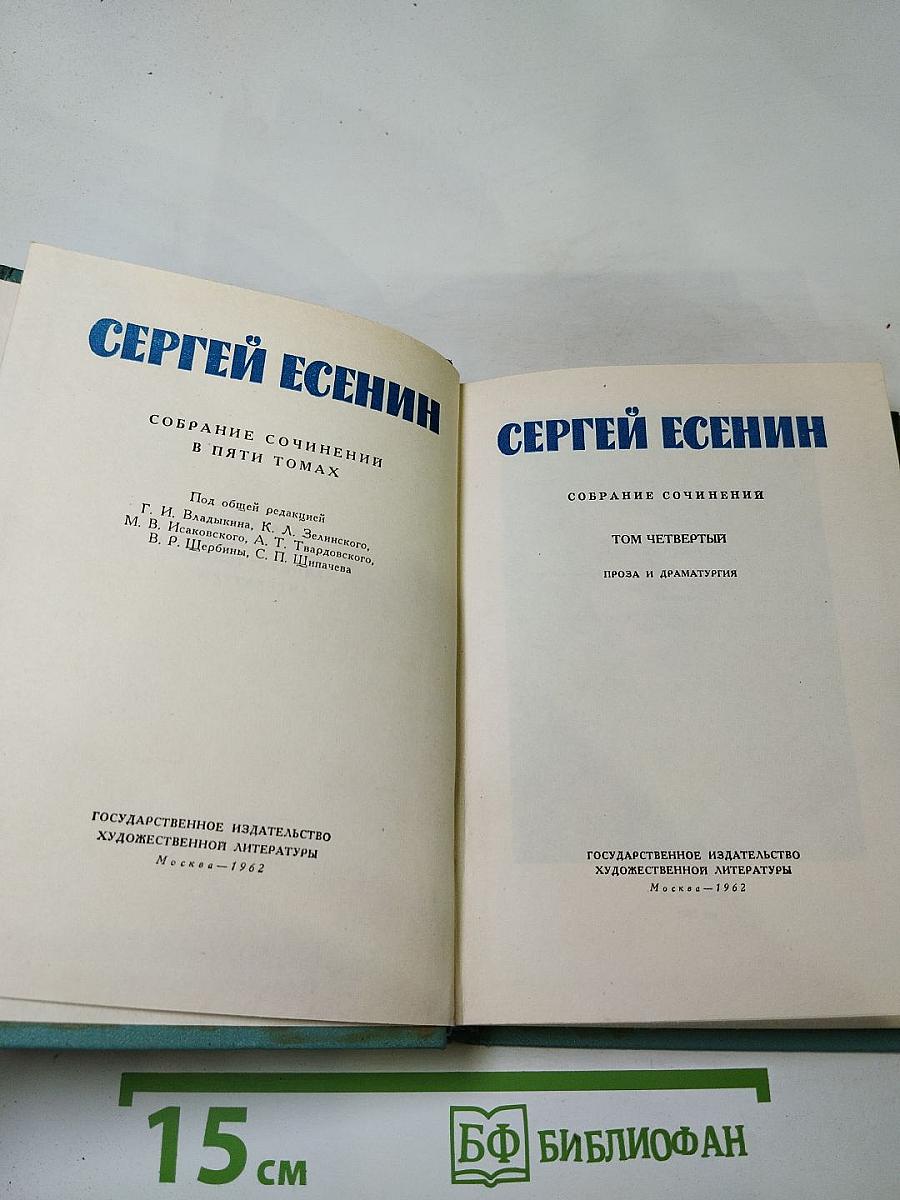 СЕРГЕЙ ЕСЕНИН
СОБРАНИЕ СОЧИНЕНИЙ
В ПЯТИ ТОМАХ
Под общей редакцией
Г. И. Владыкина, К. Л. Зелинского,
М. В. Исаковского, А. Т. Твардовского,
В. Р. Щербины, С. П. Щипачева
ГОСУДАРСТВЕННОЕ ИЗДАТЕЛЬСТВО
ХУДОЖЕСТВЕННОЙ ЛИТЕРАТУРЫ
Москва—1962
СЕРГЕЙ ЕСЕНИН
СОБРАНИЕ СОЧИНЕНИЙ
ТОМ ЧЕТВЕРТЫЙ
ПРОЗА И ДРАМАТУРГИЯ
ГОСУДАРСТВЕННОЕ ИЗДАТЕЛЬСТВО
ХУДОЖЕСТВЕННОЙ ЛИТЕРАТУРЫ
Москва—1962
15 см
БФ БИБЛИОФАН